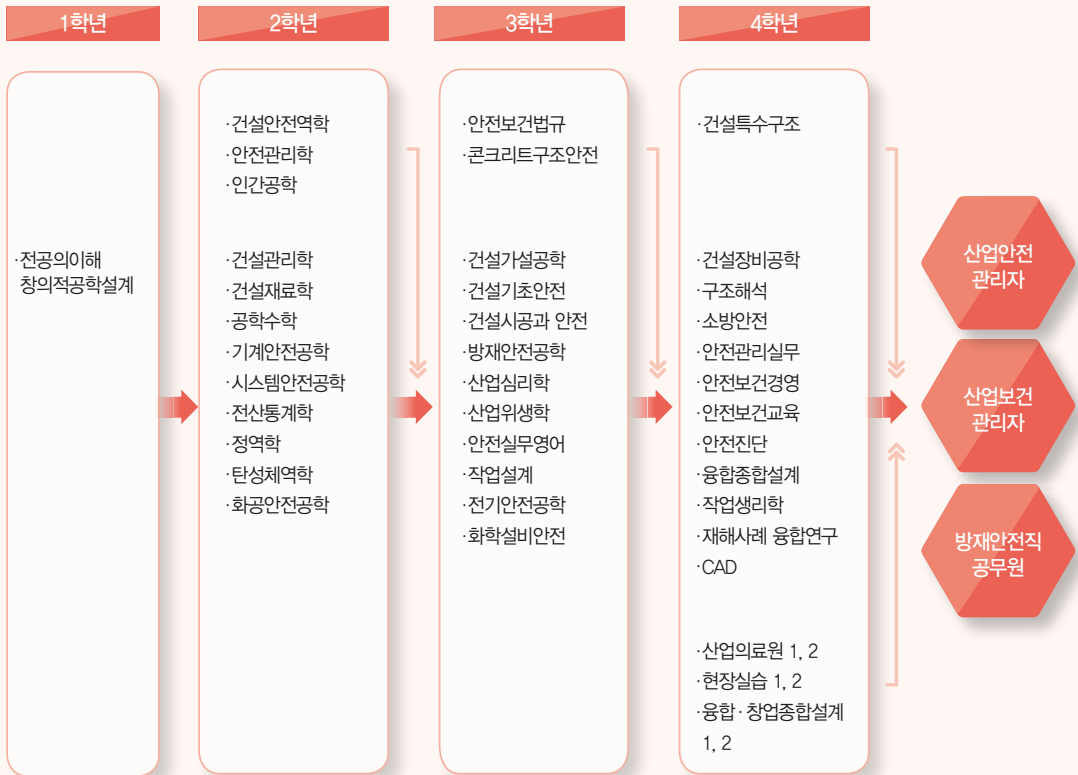 1학년
2학년
3학년
4학년
·전공의이해
창의적공학설계
·건설안전역학
·안전관리학
·인간공학
·건설관리학
·건설재료학
·공학수학
·기계안전공학
·시스템안전공학
·전산통계학
·정역학
·탄성체역학
·화공안전공학
·안전보건법규
·콘크리트구조안전
·건설가설공학
·건설기초안전
·건설시공과 안전
·방재안전공학
·산업심리학
·산업위생학
·안전실무영어
·작업설계
·전기안전공학
·화학설비안전
·건설특수구조
·건설장비공학
·구조해석
·소방안전
·안전관리실무
·안전보건경영
·안전보건교육
·안전진단
·융합종합설계
·작업생리학
·재해사례 융합연구
·CAD
·산업의료원 1, 2
·현장실습 1, 2
·융합·창업종합설계
1, 2
산업안전
관리자
산업보건
관리자
방재안전직
공무원